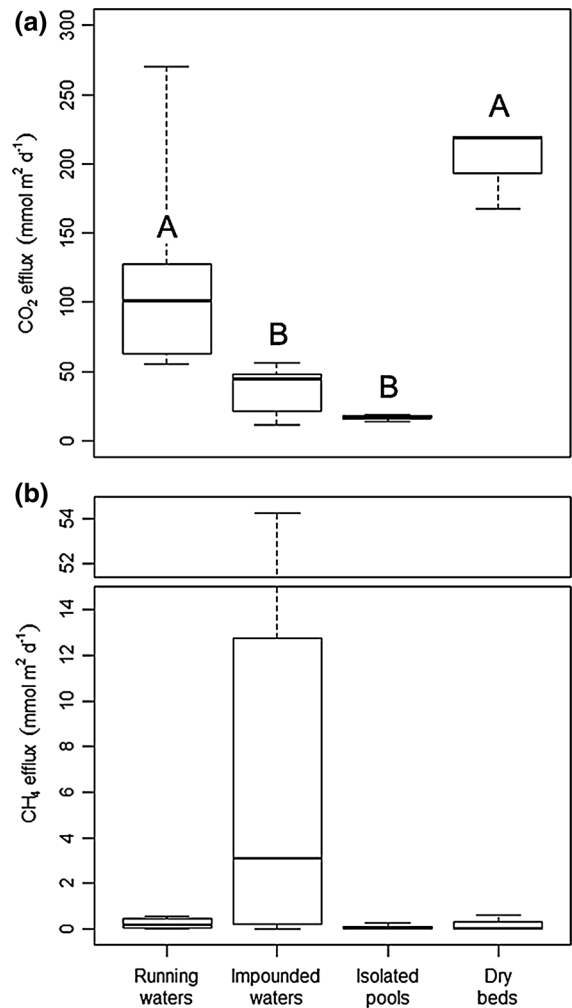 (a)
300
250
200
150
100
50
0
CO2 efflux (mmol m2 d-1)
A
B
B
A
(b)
54
52
14
12
10
8
6
4
2
0
CH4 efflux (mmol m2 d-1)
Running
waters
Impounded
waters
Isolated
pools
Dry
beds